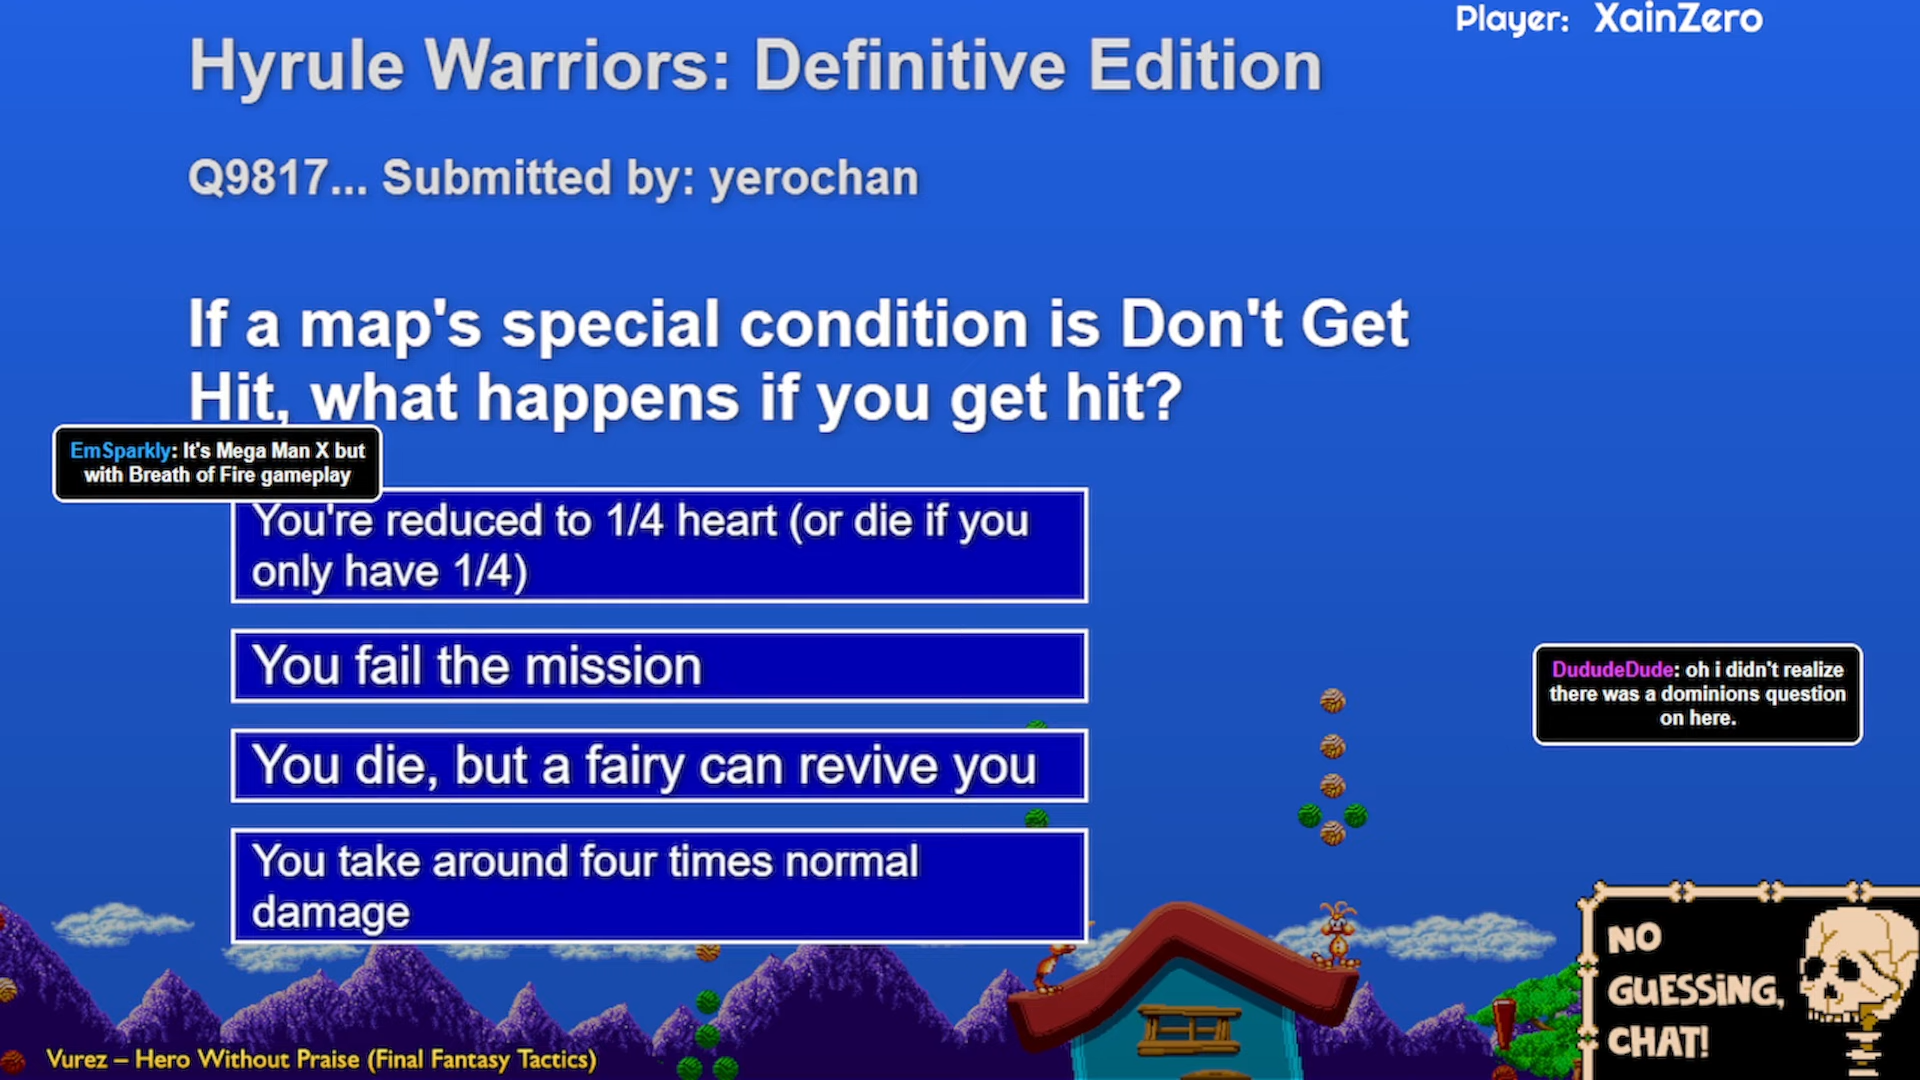 Player: XainZero
Hyrule Warriors: Definitive Edition
Q9817... Submitted by: yerochan
If a map's special condition is Don't Get
Hit, what happens if you get hit?
EmSparkly: It's Mega Man X but
with Breath of Fire gameplay
You're reduced to 1/4 heart (or die if you
only have 1/4)
You fail the mission
DududeDude: oh i didn't realize
there was a dominions question
on here.
You die, but a fairy can revive you
You take around four times normal
damage
NO
GUESSING,
CHAT!
Vurez – Hero Without Praise (Final Fantasy Tactics)